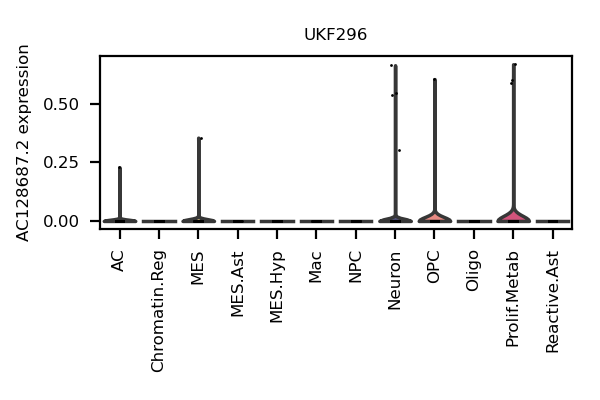 UKF296
AC128687.2 expression
0.50
0.25
0.00
AC
Chromatin.Reg
MES
MES.Ast
MES.Hyp
Mac
NPC
Neuron
OPC
Oligo
Prolif.Metab
Reactive.Ast